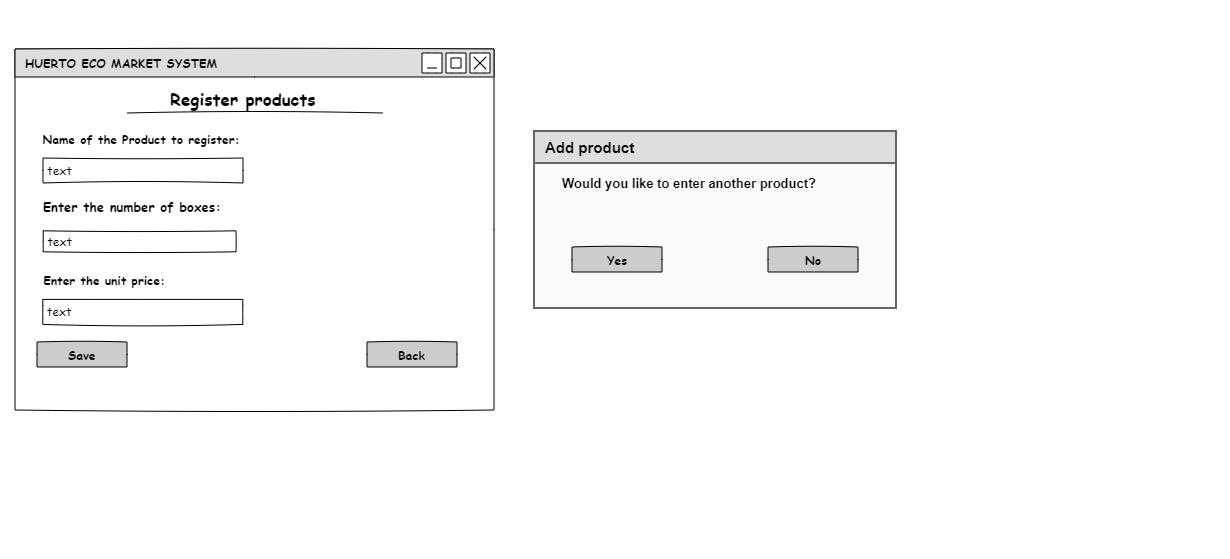 HUERTO ECO MARKET SYSTEM
Register products
Name of the Product to register:
text
Enter the number of boxes:
text
Enter the unit price:
text
Save
Back
Add product
Would you like to enter another product?
Yes
No